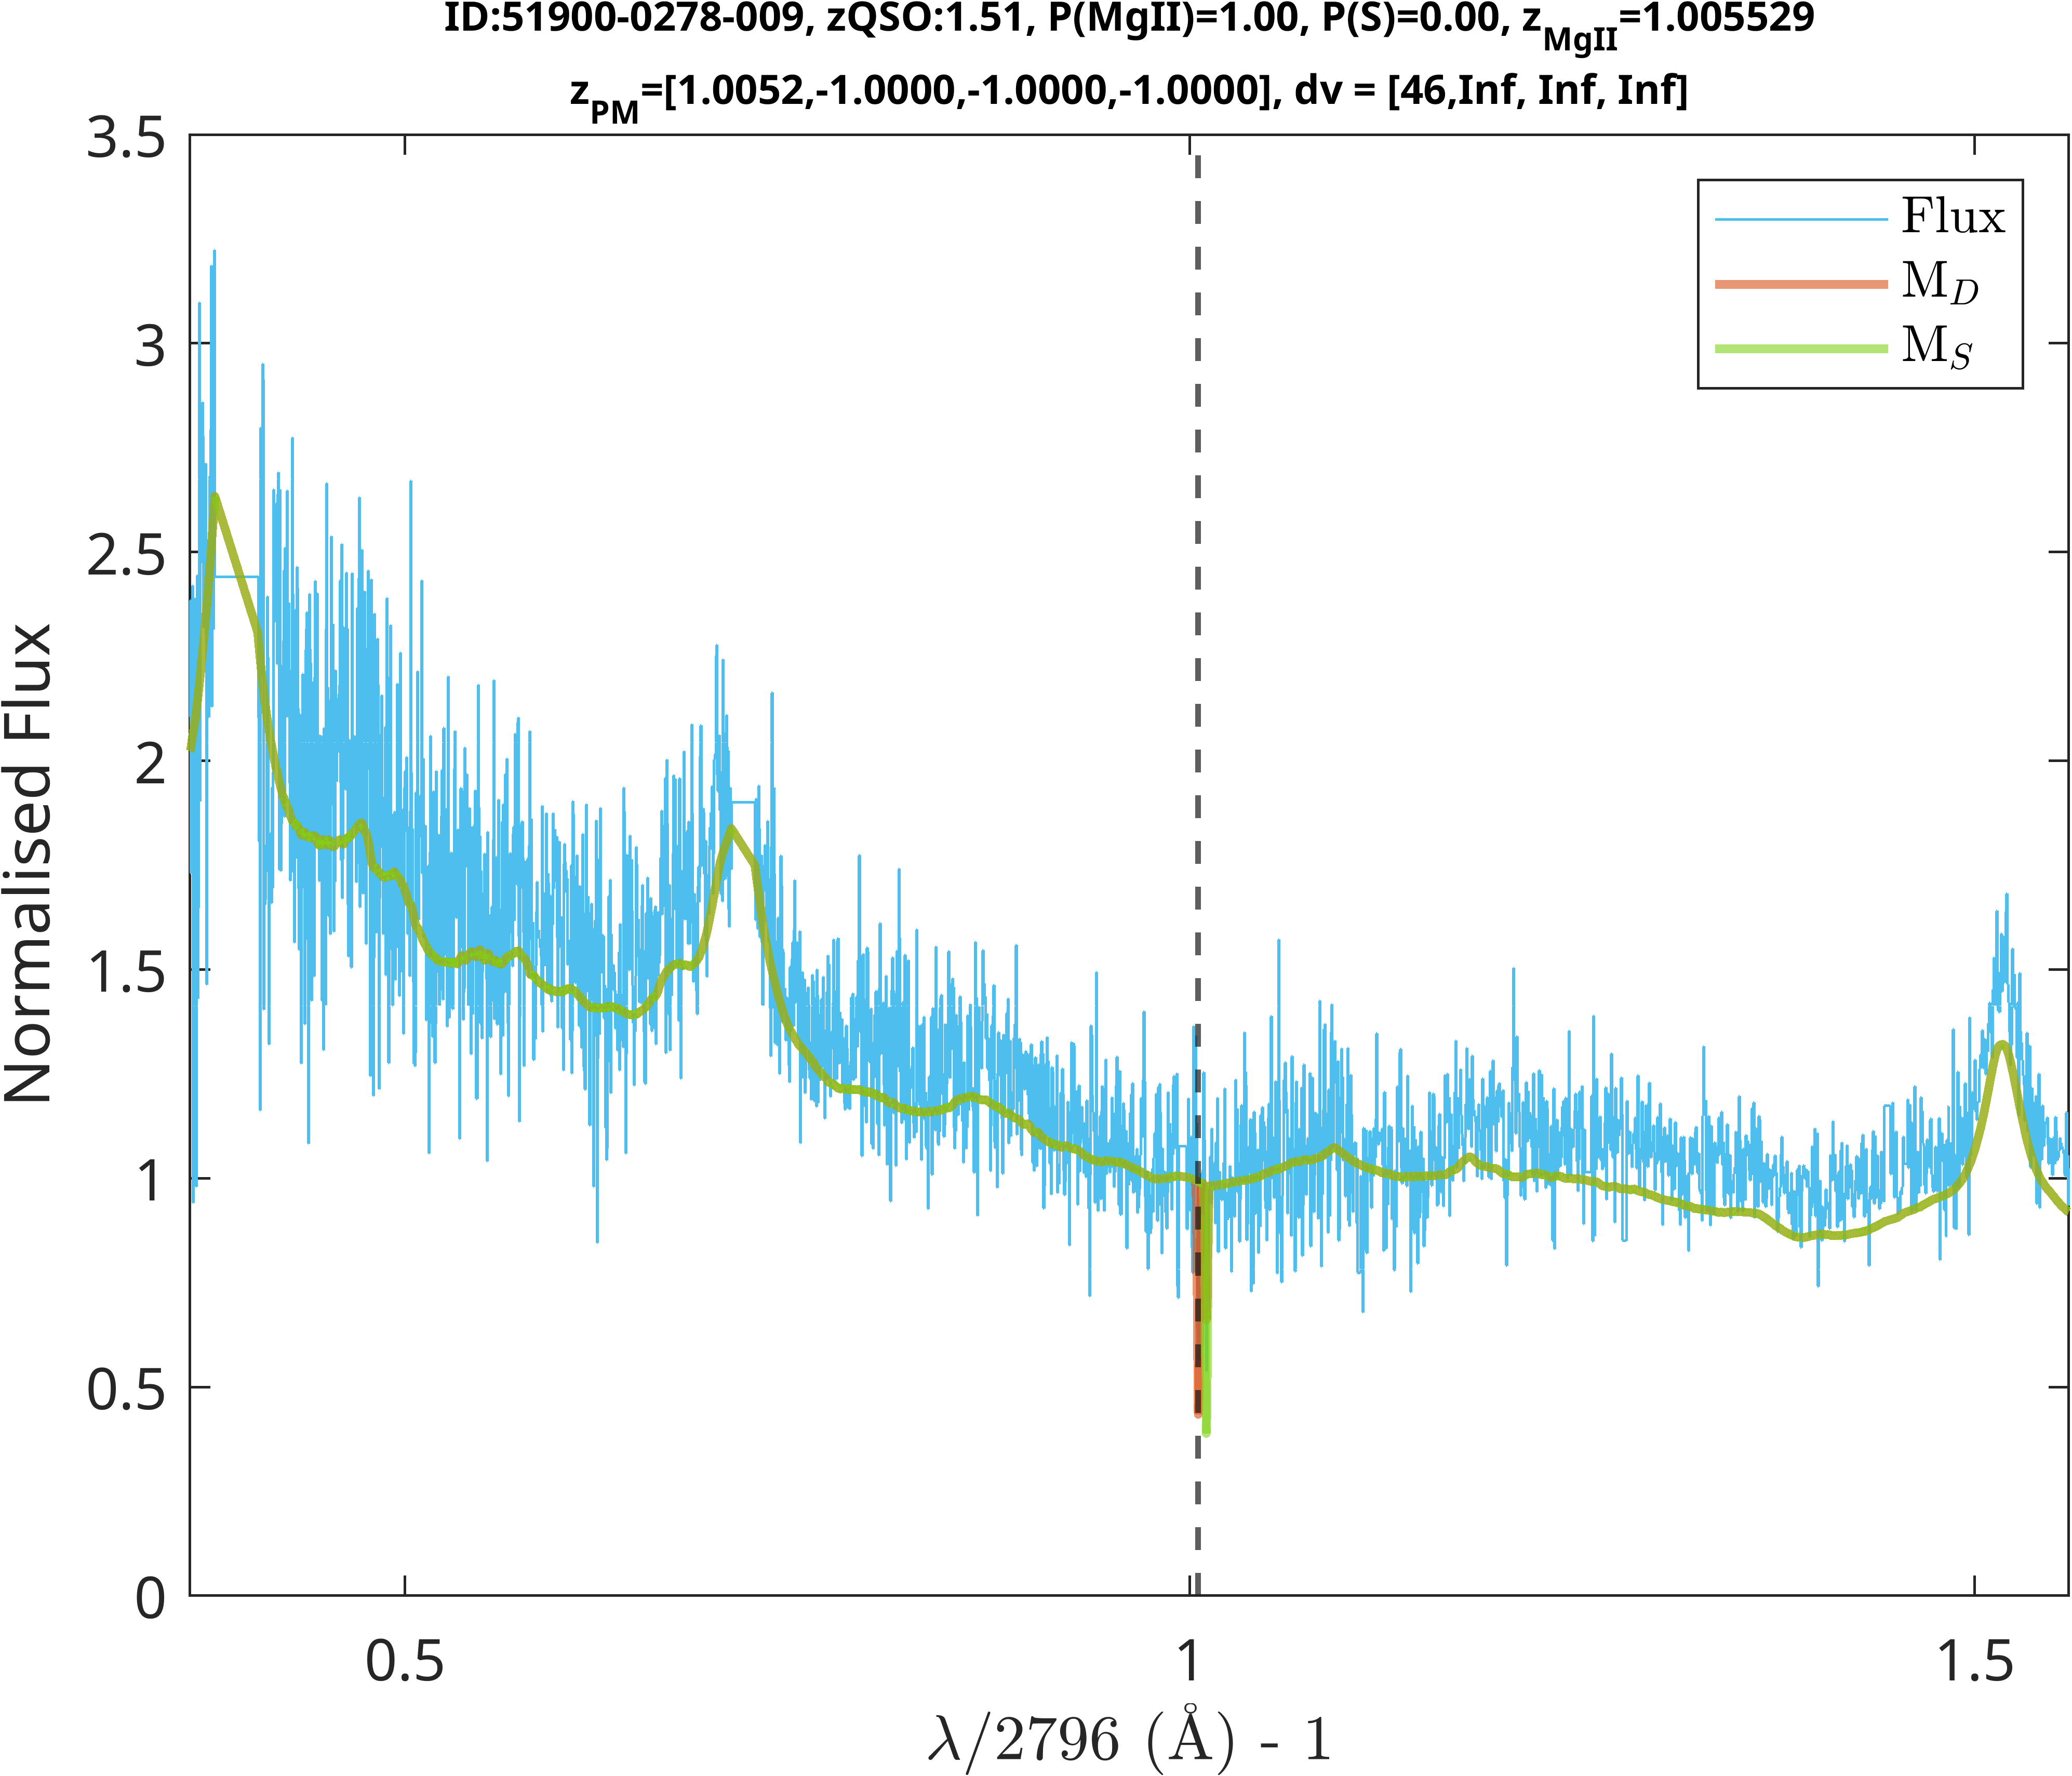 ID:51900-0278-009, zQSO:1.51, P(MgII)=1.00, P(S)=0.00, zMgII=1.005529
zPM=[1.0052,-1.0000,-1.0000,-1.0000], dv = [46,Inf, Inf, Inf]
3.5
3
2.5
2
1.5
1
0.5
0
Normalised Flux
Flux
MD
MS
0.5
1
1.5
λ/2796 (Å) - 1